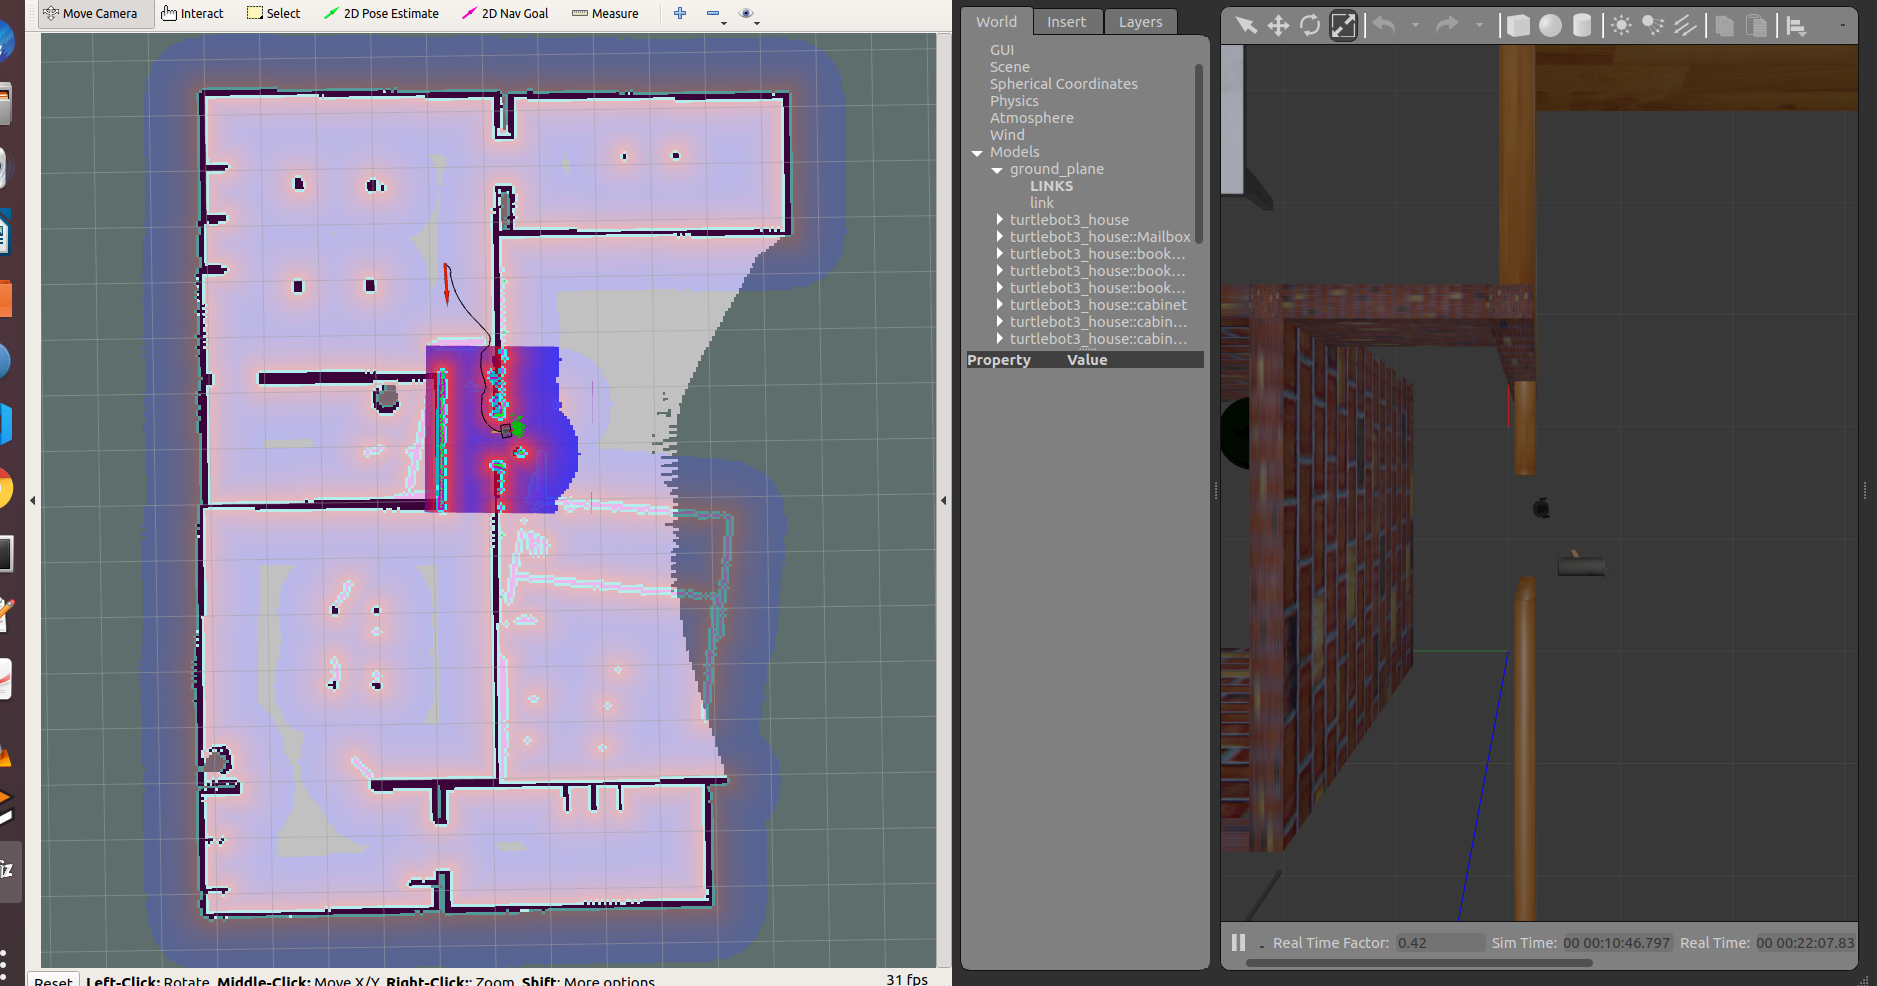 Move Camera Interact Select 2D Pose Estimate 2D Nav Goal Measure
World Insert Layers
GUI
Scene
Spherical Coordinates
Physics
Atmosphere
Wind
Models
ground_plane
LINKS
link
turtlebot3_house
turtlebot3_house::Mailbox
turtlebot3_house::book...
turtlebot3_house::book...
turtlebot3_house::book...
turtlebot3_house::cabinet
turtlebot3_house::cabin...
turtlebot3_house::cabin...
Property Value
Real Time Factor: 0.42 Sim Time: 00 00:10:46.797 Real Time: 00 00:22:07.83
Reset Left-Click: Rotate. Middle-Click: Move X/Y. Right-Click:: Zoom. Shift: More options. 31 fps